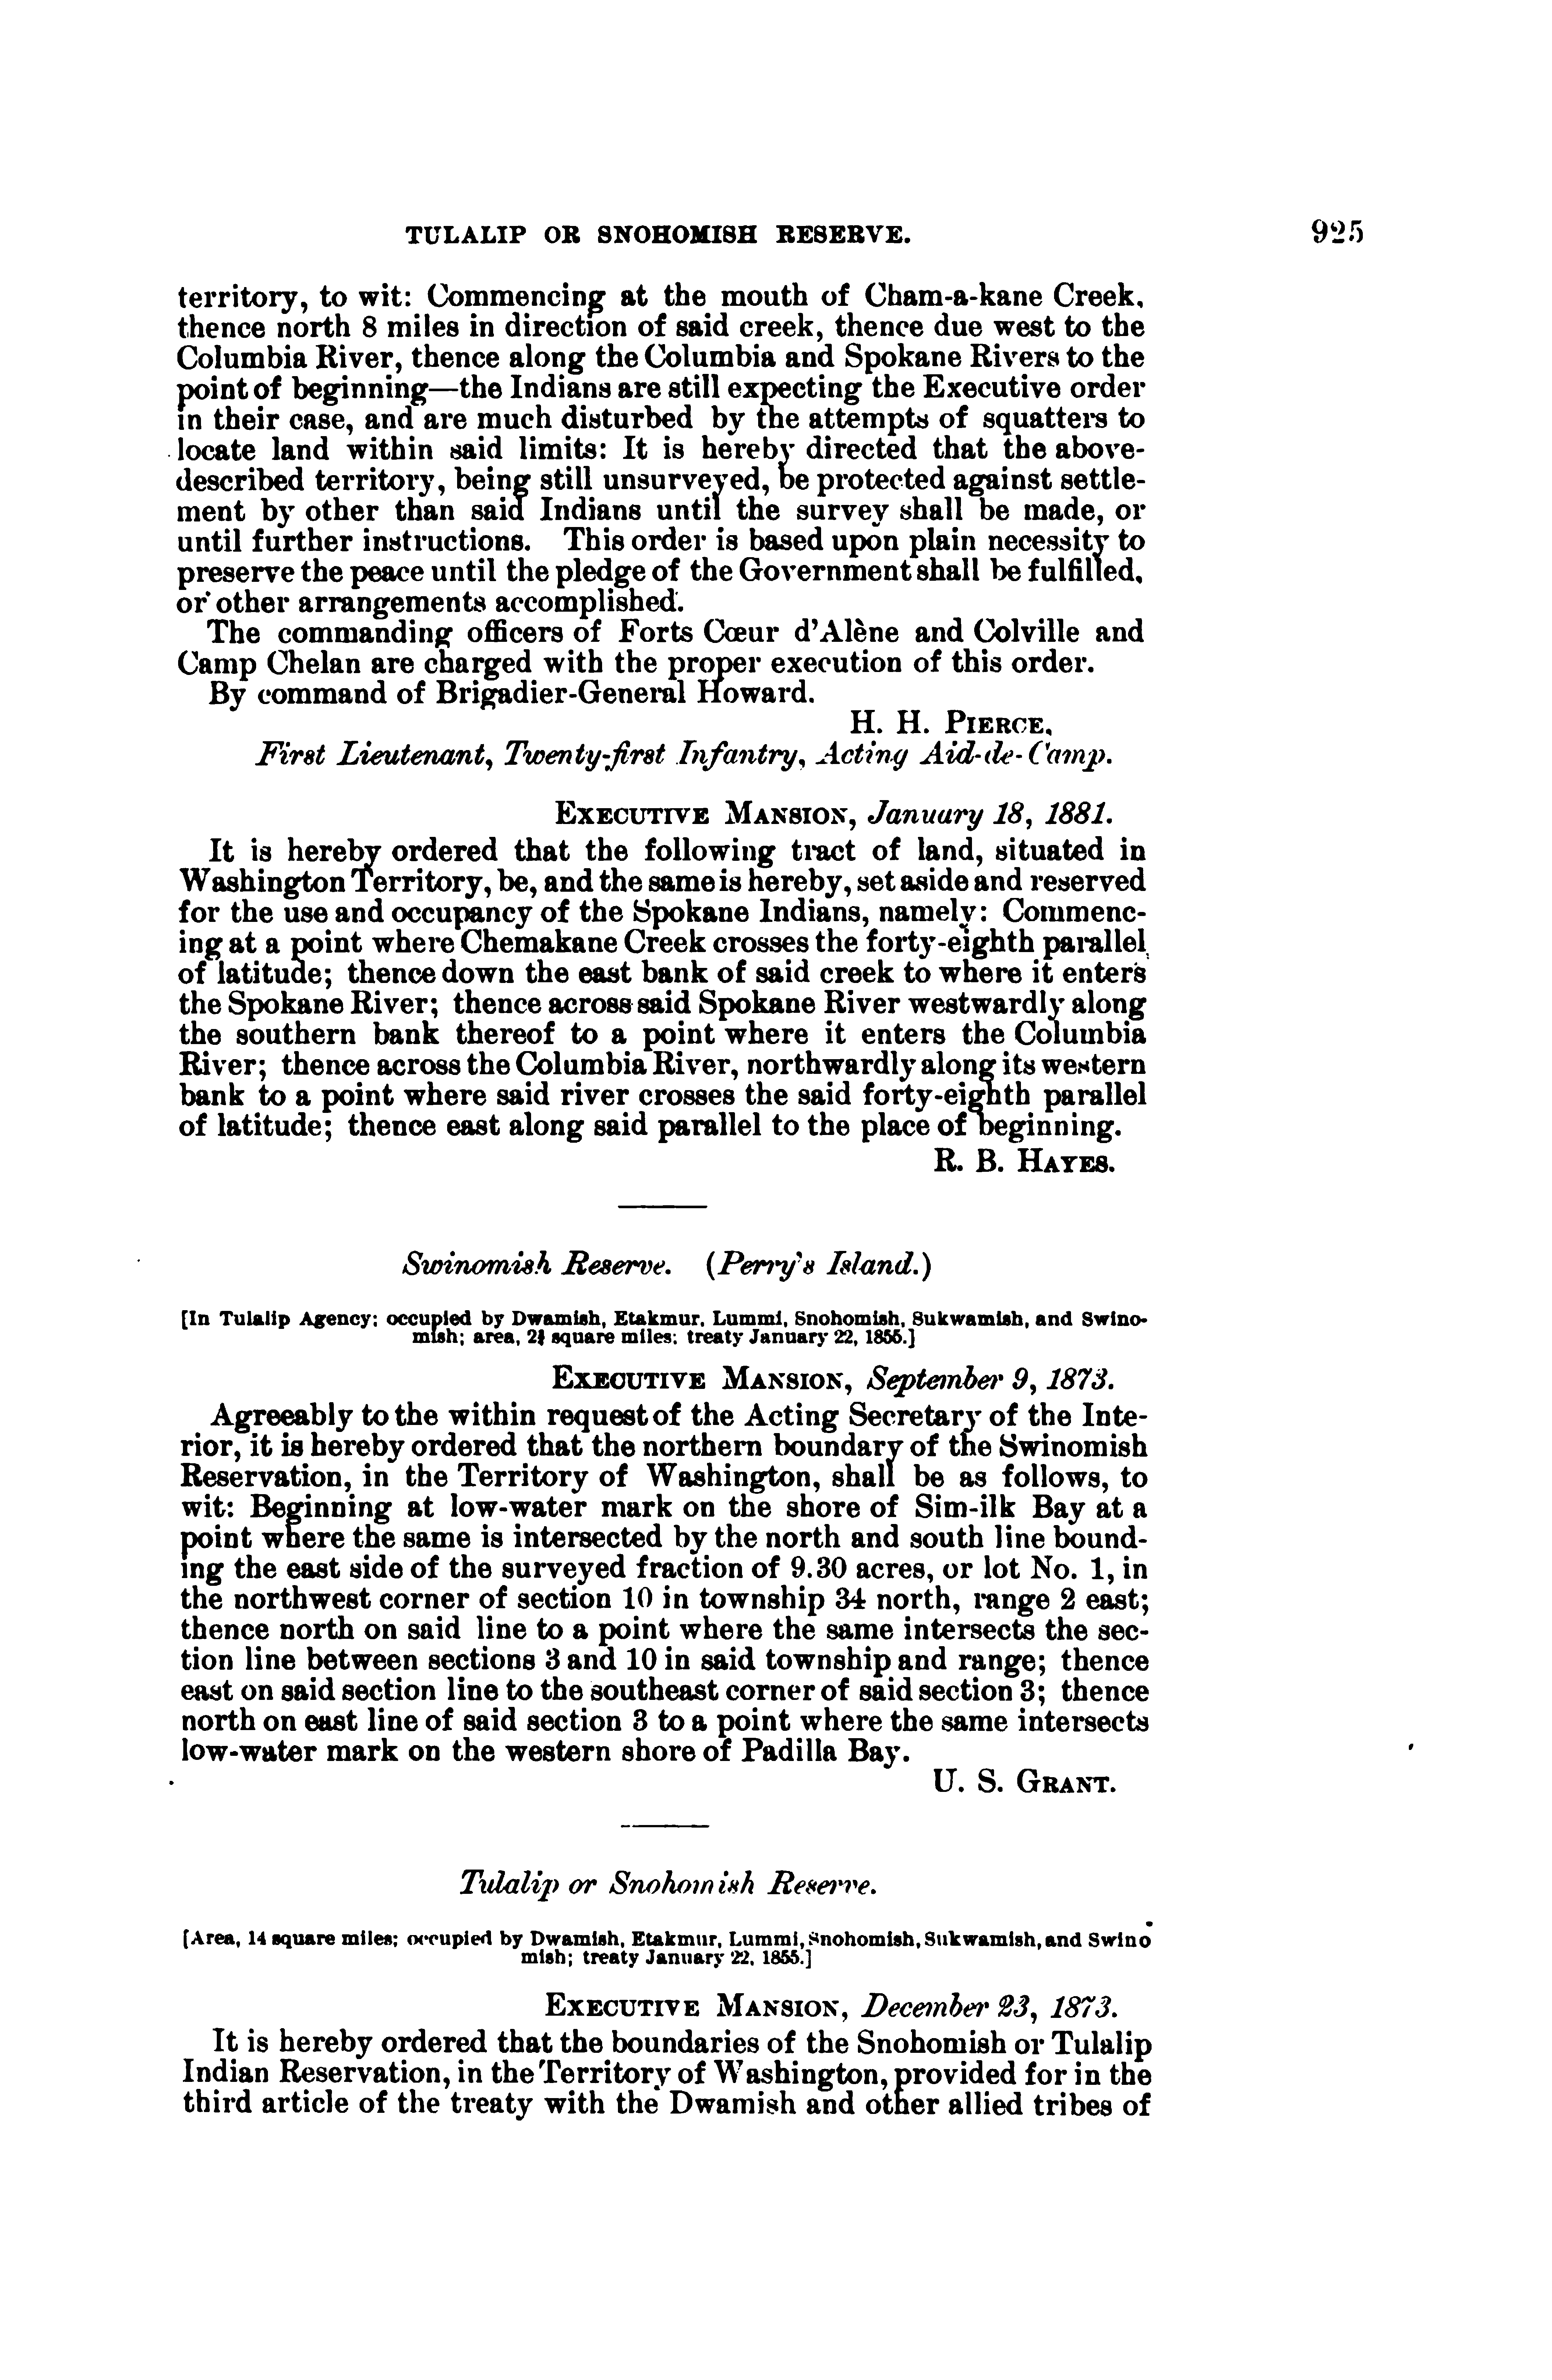 TULALIP OR SNOHOMISH RESERVE. 925
territory, to wit: Commencing at the mouth of Cham-a-kane Creek,
thence north 8 miles in direction of said creek, thence due west to the
Columbia River, thence along the Columbia and Spokane Rivers to the
point of beginning—the Indians are still expecting the Executive order
in their case, and are much disturbed by the attempts of squatters to
locate land within said limits: It is hereby directed that the above-
described territory, being still unsurveyed, be protected against settle-
ment by other than said Indians until the survey shall be made, or
until further instructions. This order is based upon plain necessity to
preserve the peace until the pledge of the Government shall be fulfilled,
or other arrangements accomplished.
The commanding officers of Forts Cœur d'Alène and Colville and
Camp Chelan are charged with the proper execution of this order.
By command of Brigadier-General Howard.
H. H. PIERCE,
First Lieutenant, Twenty-first Infantry, Acting Aid-de-Camp.
EXECUTIVE MANSION, January 18, 1881.
It is hereby ordered that the following tract of land, situated in
Washington Territory, be, and the same is hereby, set aside and reserved
for the use and occupancy of the Spokane Indians, namely: Commenc-
ing at a point where Chemakane Creek crosses the forty-eighth parallel
of latitude; thence down the east bank of said creek to where it enters
the Spokane River; thence across said Spokane River westwardly along
the southern bank thereof to a point where it enters the Columbia
River; thence across the Columbia River, northwardly along its western
bank to a point where said river crosses the said forty-eighth parallel
of latitude; thence east along said parallel to the place of beginning.
R. B. HAYES.
Swinomish Reserve. (Perry's Island.)
[In Tulalip Agency; occupied by Dwamish, Etakmur, Lummi, Snohomish, Sukwamish, and Swino-
mish; area, square miles; treaty January 22, 1855.]
EXECUTIVE MANSION, September 9, 1873.
Agreeably to the within request of the Acting Secretary of the Inte-
rior, it is hereby ordered that the northern boundary of the Swinomish
Reservation, in the Territory of Washington, shall be as follows, to
wit: Beginning at low-water mark on the shore of Sim-ilk Bay at a
point where the same is intersected by the north and south line bound-
ing the east side of the surveyed fraction of 9.30 acres, or lot No. 1, in
the northwest corner of section 10 in township 34 north, range 2 east;
thence north on said line to a point where the same intersects the sec-
tion line between sections 3 and 10 in said township and range; thence
east on said section line to the southeast corner of said section 3; thence
north on east line of said section 3 to a point where the same intersects
low-water mark on the western shore of Padilla Bay.
U. S. GRANT.
Tulalip or Snohomish Reserve.
[Area, 14 square miles; occupied by Dwamish, Etakmur, Lummi, Snohomish, Sukwamish, and Swino
mish; treaty January 22, 1855.]
EXECUTIVE MANSION, December 23, 1873.
It is hereby ordered that the boundaries of the Snohomish or Tulalip
Indian Reservation, in the Territory of Washington, provided for in the
third article of the treaty with the Dwamish and other allied tribes of